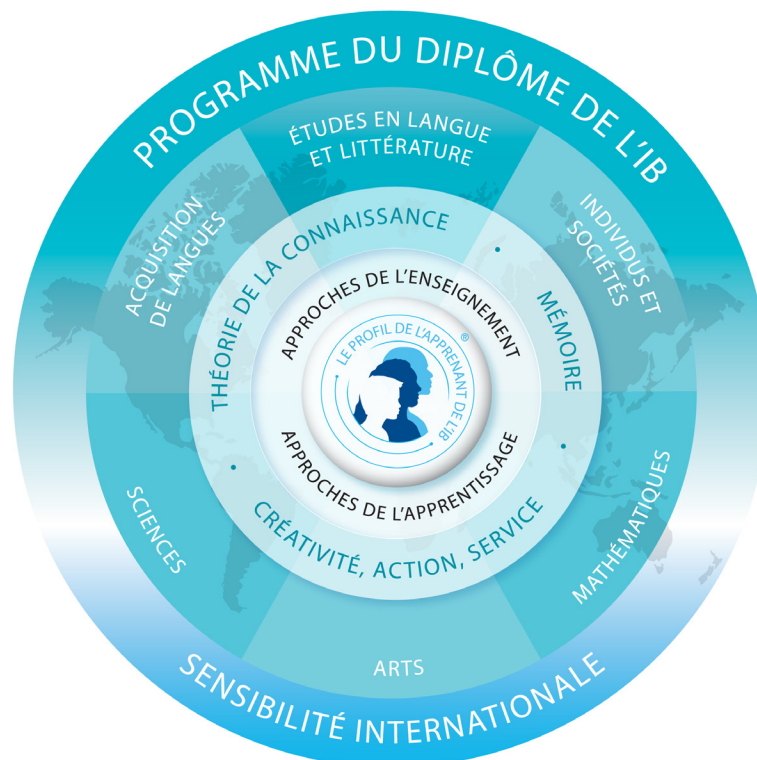 PROGRAMME DU DIPLÔME DE L'IB
ÉTUDES EN LANGUE
ET LITTÉRATURE
ACQUISITION
DE LANGUES
INDIVIDUS ET
SOCIÉTÉS
THÉORIE DE LA CONNAISSANCE
•
MÉMOIRE
•
APPROCHES DE L'ENSEIGNEMENT
LE PROFIL DE L'APPRENANT DE L'IB
®
APPROCHES DE L'APPRENTISSAGE
•
CRÉATIVITÉ, ACTION, SERVICE
SCIENCES
MATHÉMATIQUES
ARTS
SENSIBILITÉ INTERNATIONALE